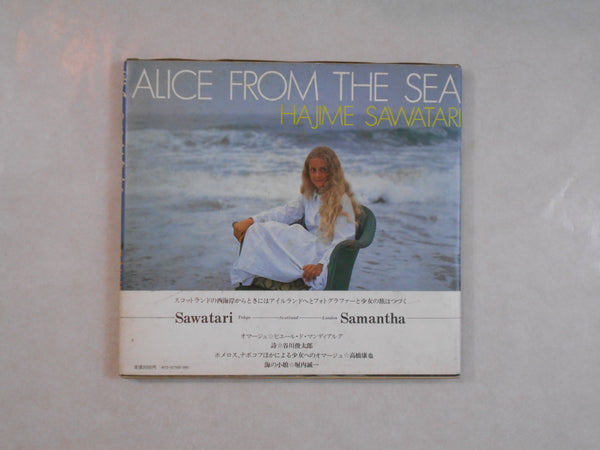 ALICE FROM THE SEA
HAJIME SAWATARI
スコットランドの西海岸からときにはアイルランドへとフォトグラファーと少女の旅はつづく
Sawatari Tokyo Scotland London Samantha
オマージュ☆ピエール・ド・マンディアルグ
詩☆谷川俊太郎
ホメロス、ナボコフほかによる少女へのオマージュ☆高橋康也
海の小娘☆堀内誠一